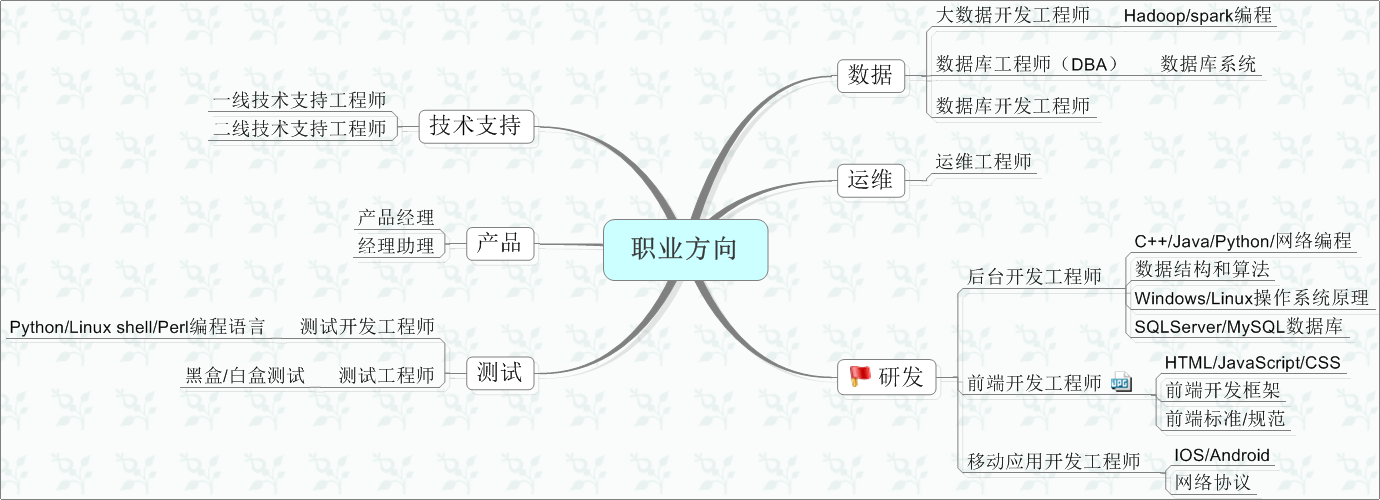 职业方向
数据
大数据开发工程师 Hadoop/spark编程
数据库工程师（DBA） 数据库系统
数据库开发工程师
运维
运维工程师
研发
后台开发工程师
C++/Java/Python/网络编程
数据结构和算法
Windows/Linux操作系统原理
SQLServer/MySQL数据库
前端开发工程师
HTML/JavaScript/CSS
前端开发框架
前端标准/规范
移动应用开发工程师
IOS/Android
网络协议
技术支持
一线技术支持工程师
二线技术支持工程师
产品
产品经理
经理助理
测试
Python/Linux shell/Perl编程语言 测试开发工程师
黑盒/白盒测试 测试工程师